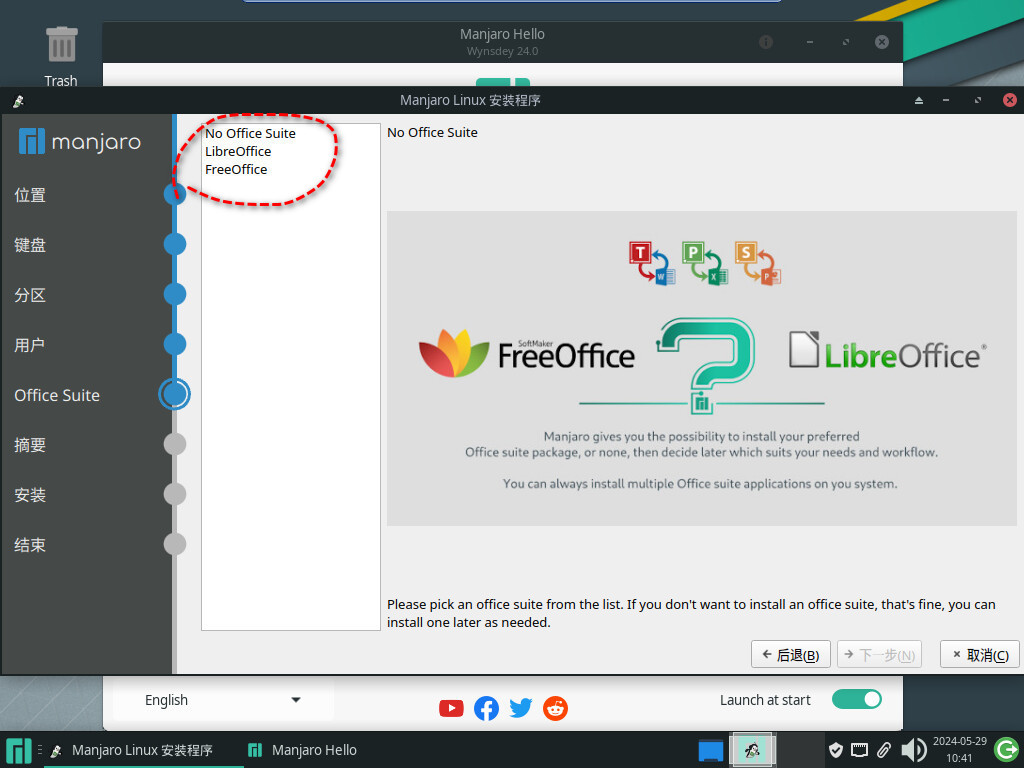 Manjaro Hello
Wynsdey 24.0
Trash
Manjaro Linux 安装程序
manjaro
位置
键盘
分区
用户
Office Suite
摘要
安装
结束
No Office Suite
LibreOffice
FreeOffice
No Office Suite
T
W
P
X
S
P
SoftMaker
FreeOffice
LibreOffice®
Manjaro gives you the possibility to install your preferred
Office suite package, or none, then decide later which suits your needs and workflow.
You can always install multiple Office suite applications on you system.
Please pick an office suite from the list. If you don't want to install an office suite, that's fine, you can
install one later as needed.
后退(B)
下一步(N)
取消(C)
English
Launch at start
Manjaro Linux 安装程序
Manjaro Hello
2024-05-29
10:41